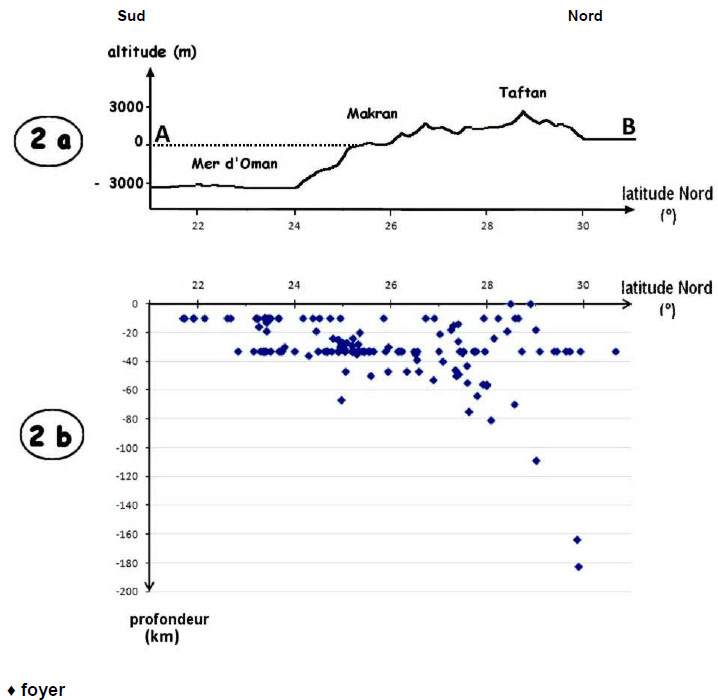 Sud Nord
altitude (m)
3000
Taftan
Makran
2 a
A
B
0
Mer d'Oman
- 3000
latitude Nord
(°)
22 24 26 28 30
22 24 26 28 30
latitude Nord
(°)
0
-20
-40
-60
-80
2 b
-100
-120
-140
-160
-180
-200
profondeur
(km)
♦ foyer